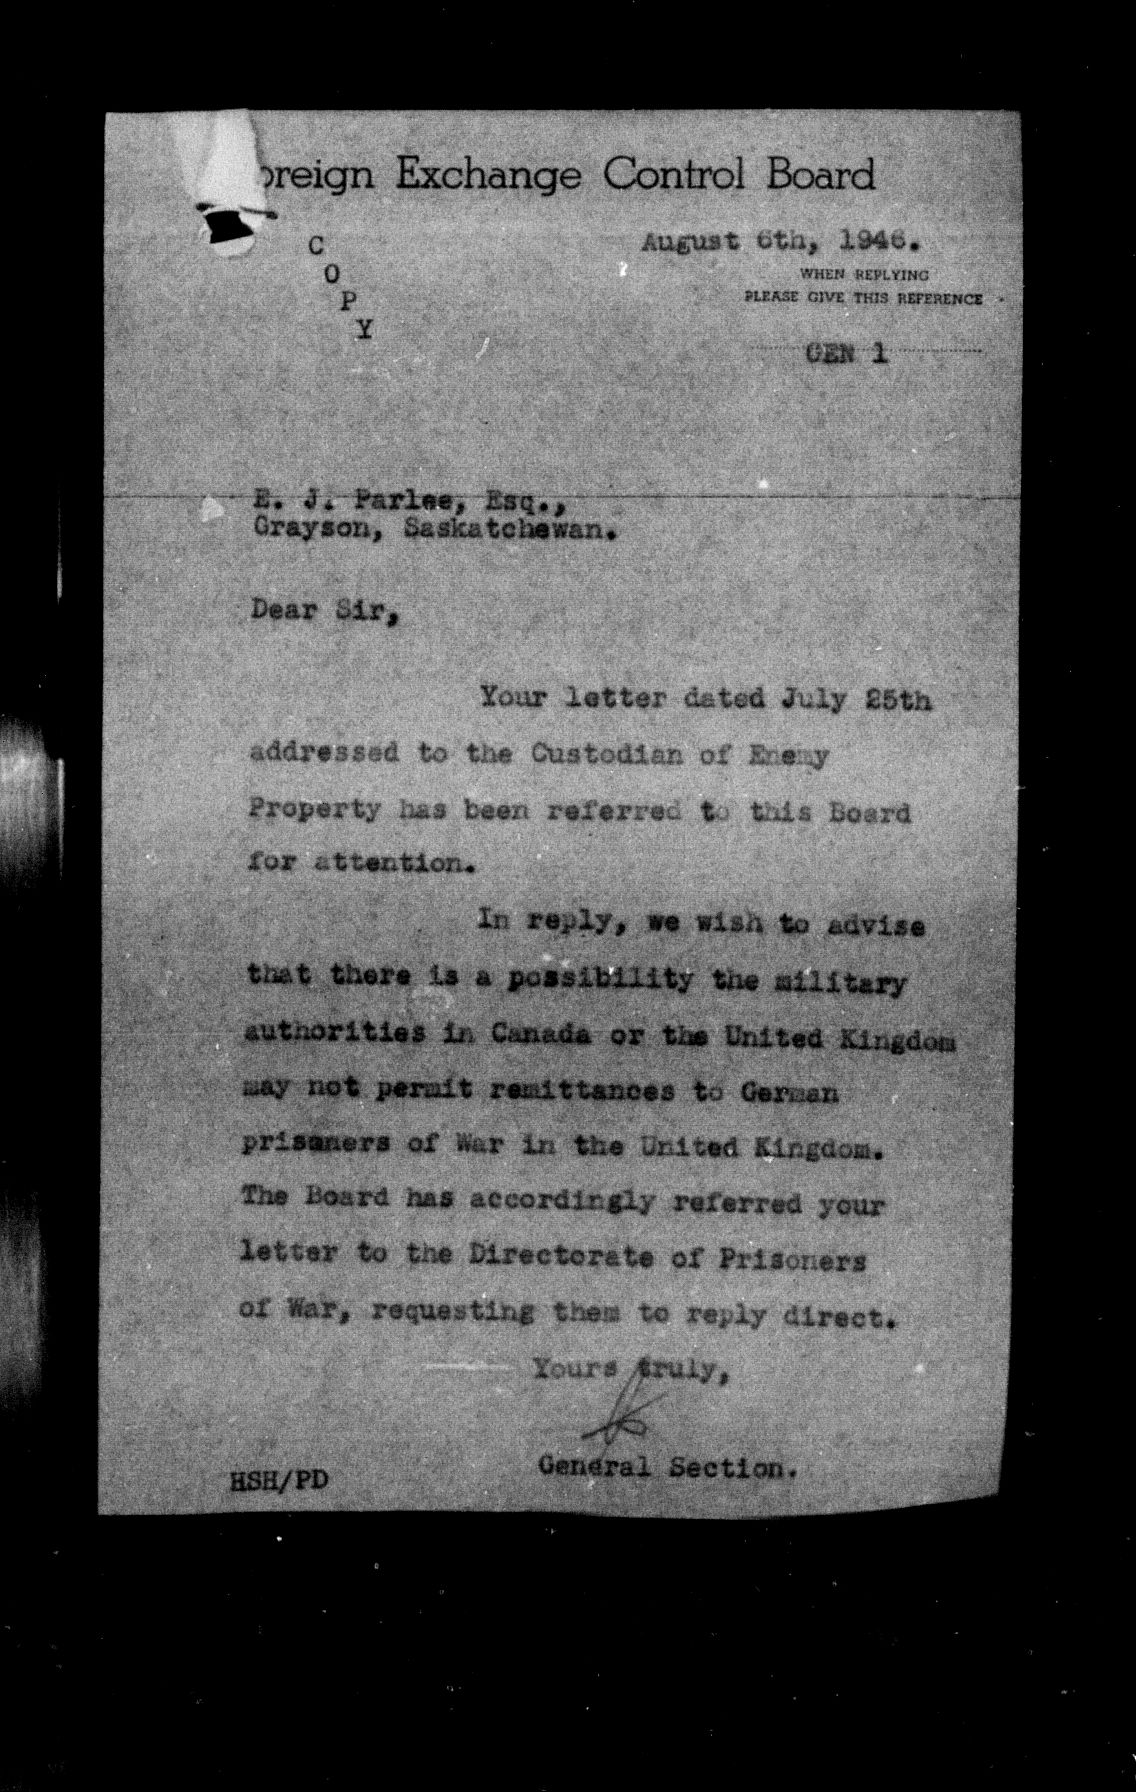 oreign Exchange Control Board
C
O
P
Y
August 6th, 1946.
WHEN REPLYING
PLEASE GIVE THIS REFERENCE
GEN 1
E. J. Parlee, Esq.,
Grayson, Saskatchewan.
Dear Sir,
Your letter dated July 25th
addressed to the Custodian of Enemy
Property has been referred to this Board
for attention.
In reply, we wish to advise
that there is a possibility the military
authorities in Canada or the United Kingdom
may not permit remittances to German
prisoners of War in the United Kingdom.
The Board has accordingly referred your
letter to the Directorate of Prisoners
of War, requesting them to reply direct.
Yours truly,
General Section.
HSH/PD